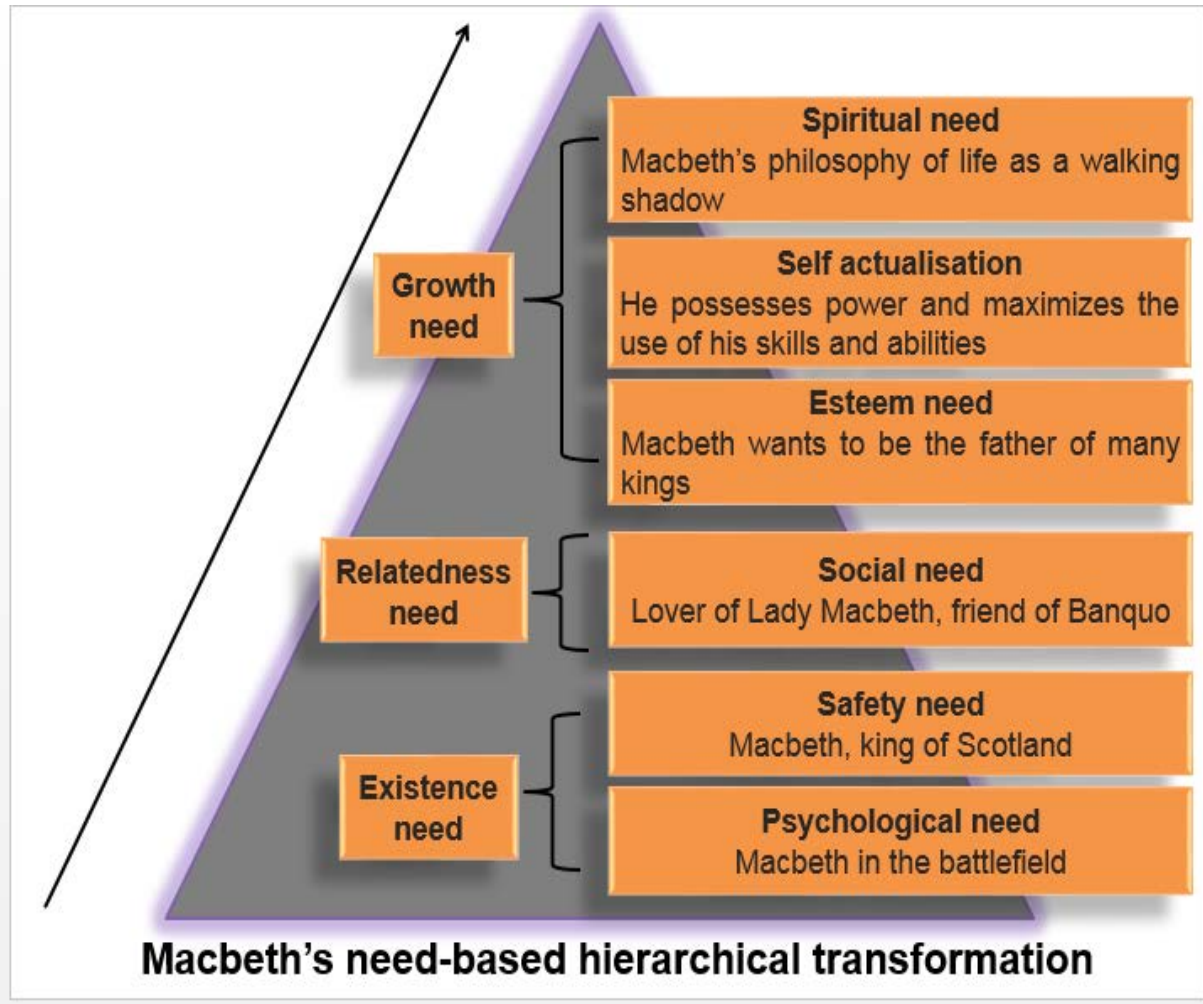 Spiritual need
Macbeth's philosophy of life as a walking
shadow
Self actualisation
He possesses power and maximizes the
use of his skills and abilities
Growth
need
Esteem need
Macbeth wants to be the father of many
kings
Relatedness
need
Social need
Lover of Lady Macbeth, friend of Banquo
Safety need
Macbeth, king of Scotland
Existence
need
Psychological need
Macbeth in the battlefield
Macbeth's need-based hierarchical transformation